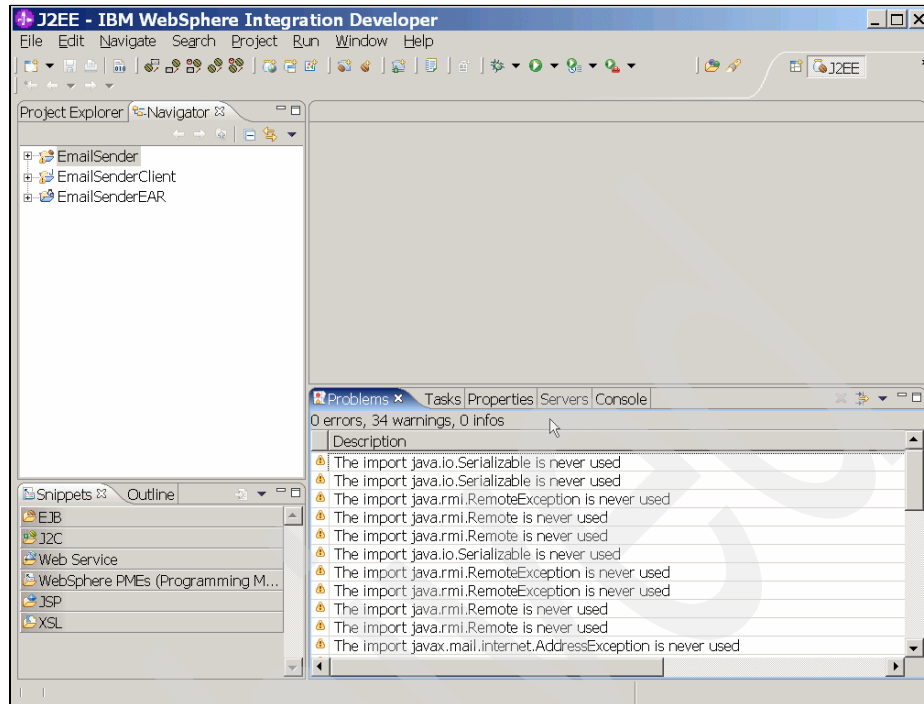 J2EE - IBM WebSphere Integration Developer
File Edit Navigate Search Project Run Window Help
J2EE
Project Explorer Navigator
EmailSender
EmailSenderClient
EmailSenderEAR
Problems Tasks Properties Servers Console
0 errors, 34 warnings, 0 infos
Description
The import java.io.Serializable is never used
The import java.io.Serializable is never used
The import java.rmi.RemoteException is never used
The import java.rmi.Remote is never used
The import java.rmi.Remote is never used
The import java.io.Serializable is never used
The import java.rmi.RemoteException is never used
The import java.rmi.RemoteException is never used
The import java.rmi.Remote is never used
The import java.rmi.Remote is never used
The import javax.mail.internet.AddressException is never used
Snippets Outline
EJB
J2C
Web Service
WebSphere PMEs (Programming M...
JSP
XSL